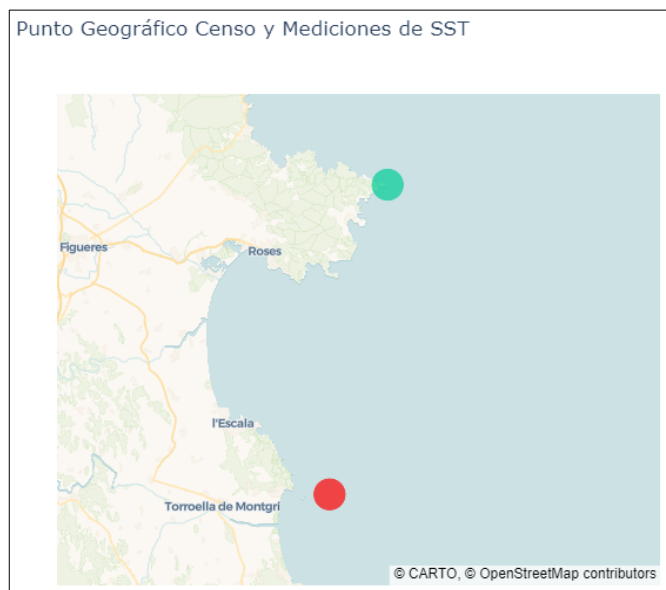 Punto Geográfico Censo y Mediciones de SST
Figueres
Roses
l'Escala
Torroella de Montgrí
© CARTO, © OpenStreetMap contributors